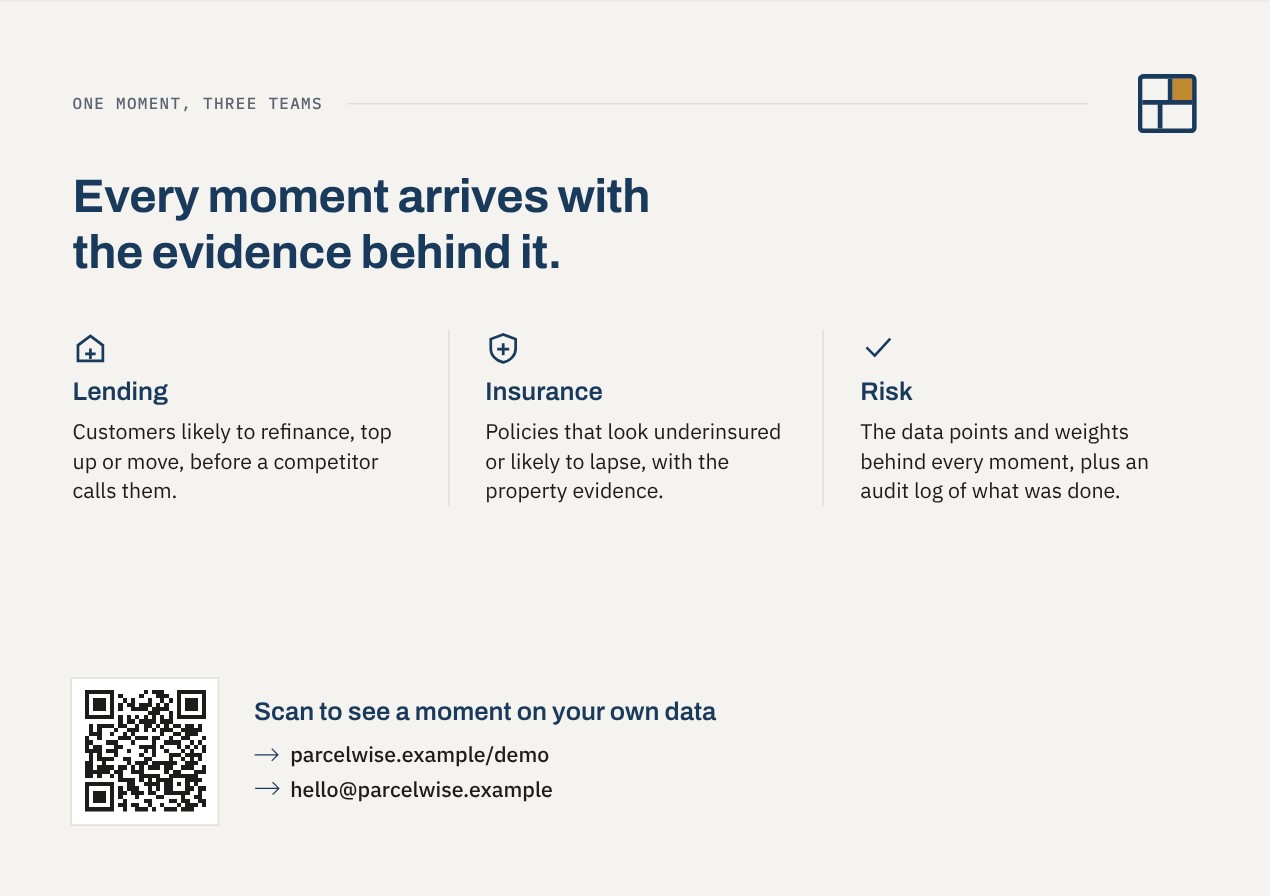 ONE MOMENT, THREE TEAMS
Every moment arrives with
the evidence behind it.
Lending
Customers likely to refinance, top
up or move, before a competitor
calls them.
Insurance
Policies that look underinsured
or likely to lapse, with the
property evidence.
Risk
The data points and weights
behind every moment, plus an
audit log of what was done.
Scan to see a moment on your own data
parcelwise.example/demo
hello@parcelwise.example